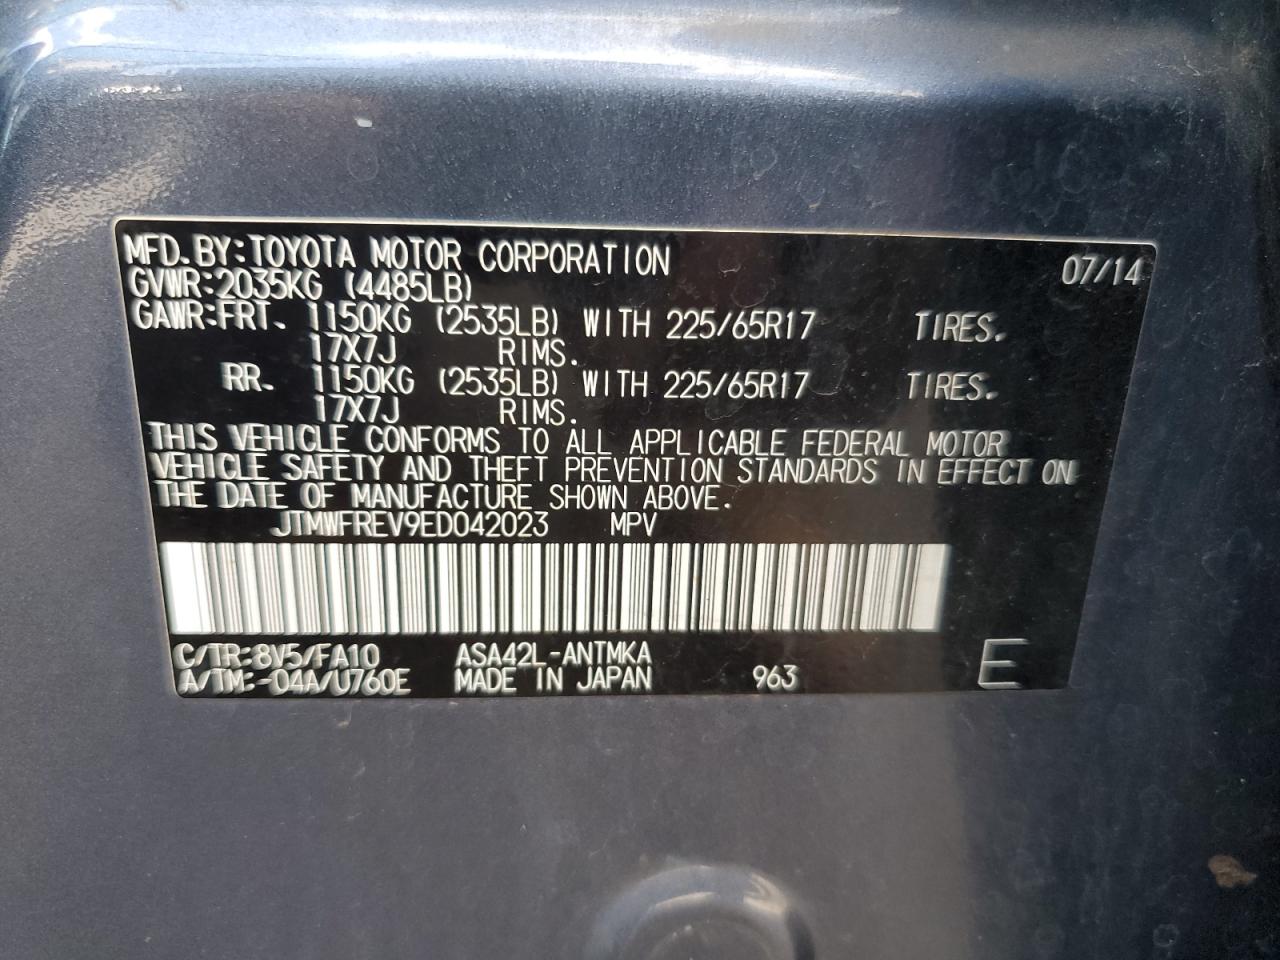 MFD. BY: TOYOTA MOTOR CORPORATION 07/14
GVWR: 2035KG (4485LB)
GAWR: FRT. 1150KG (2535LB) WITH 225/65R17 TIRES.
17X7J RIMS.
RR. 1150KG (2535LB) WITH 225/65R17 TIRES.
17X7J RIMS.
THIS VEHICLE CONFORMS TO ALL APPLICABLE FEDERAL MOTOR
VEHICLE SAFETY AND THEFT PREVENTION STANDARDS IN EFFECT ON
THE DATE OF MANUFACTURE SHOWN ABOVE.
JTMWFREV9ED042023 MPV
C/TR: 8V5/FA10 ASA42L-ANTMKA
A/TM: -04A/U760E MADE IN JAPAN 963 E